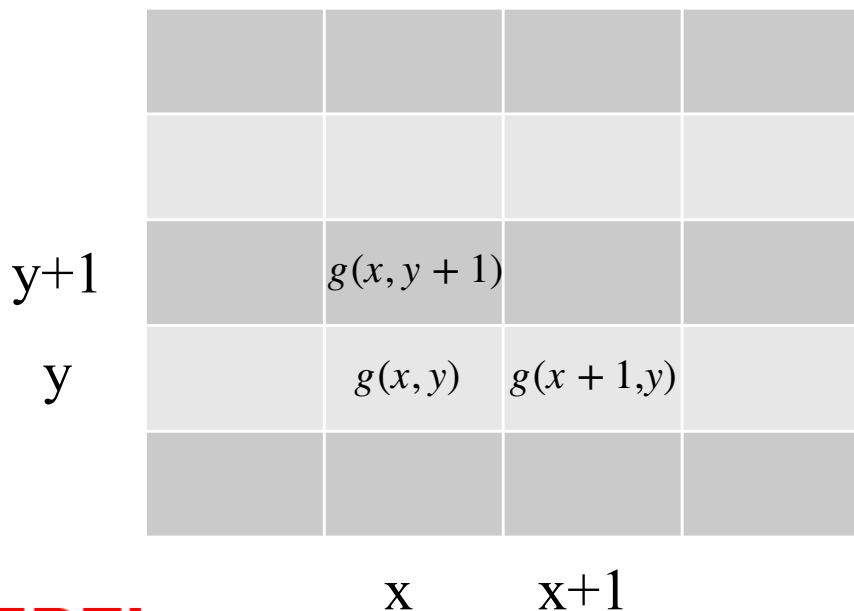 y+1 g(x, y + 1)
y g(x, y) g(x + 1,y)
x x+1